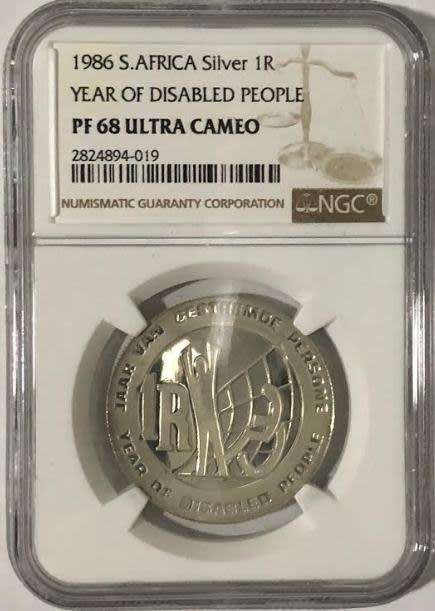 1986 S.AFRICA Silver 1R
YEAR OF DISABLED PEOPLE
PF 68 ULTRA CAMEO
2824894-019
NUMISMATIC GUARANTY CORPORATION
NGC®
JAAR VAN GESTREMDE PERSONE
1R
YEAR OF DISABLED PEOPLE